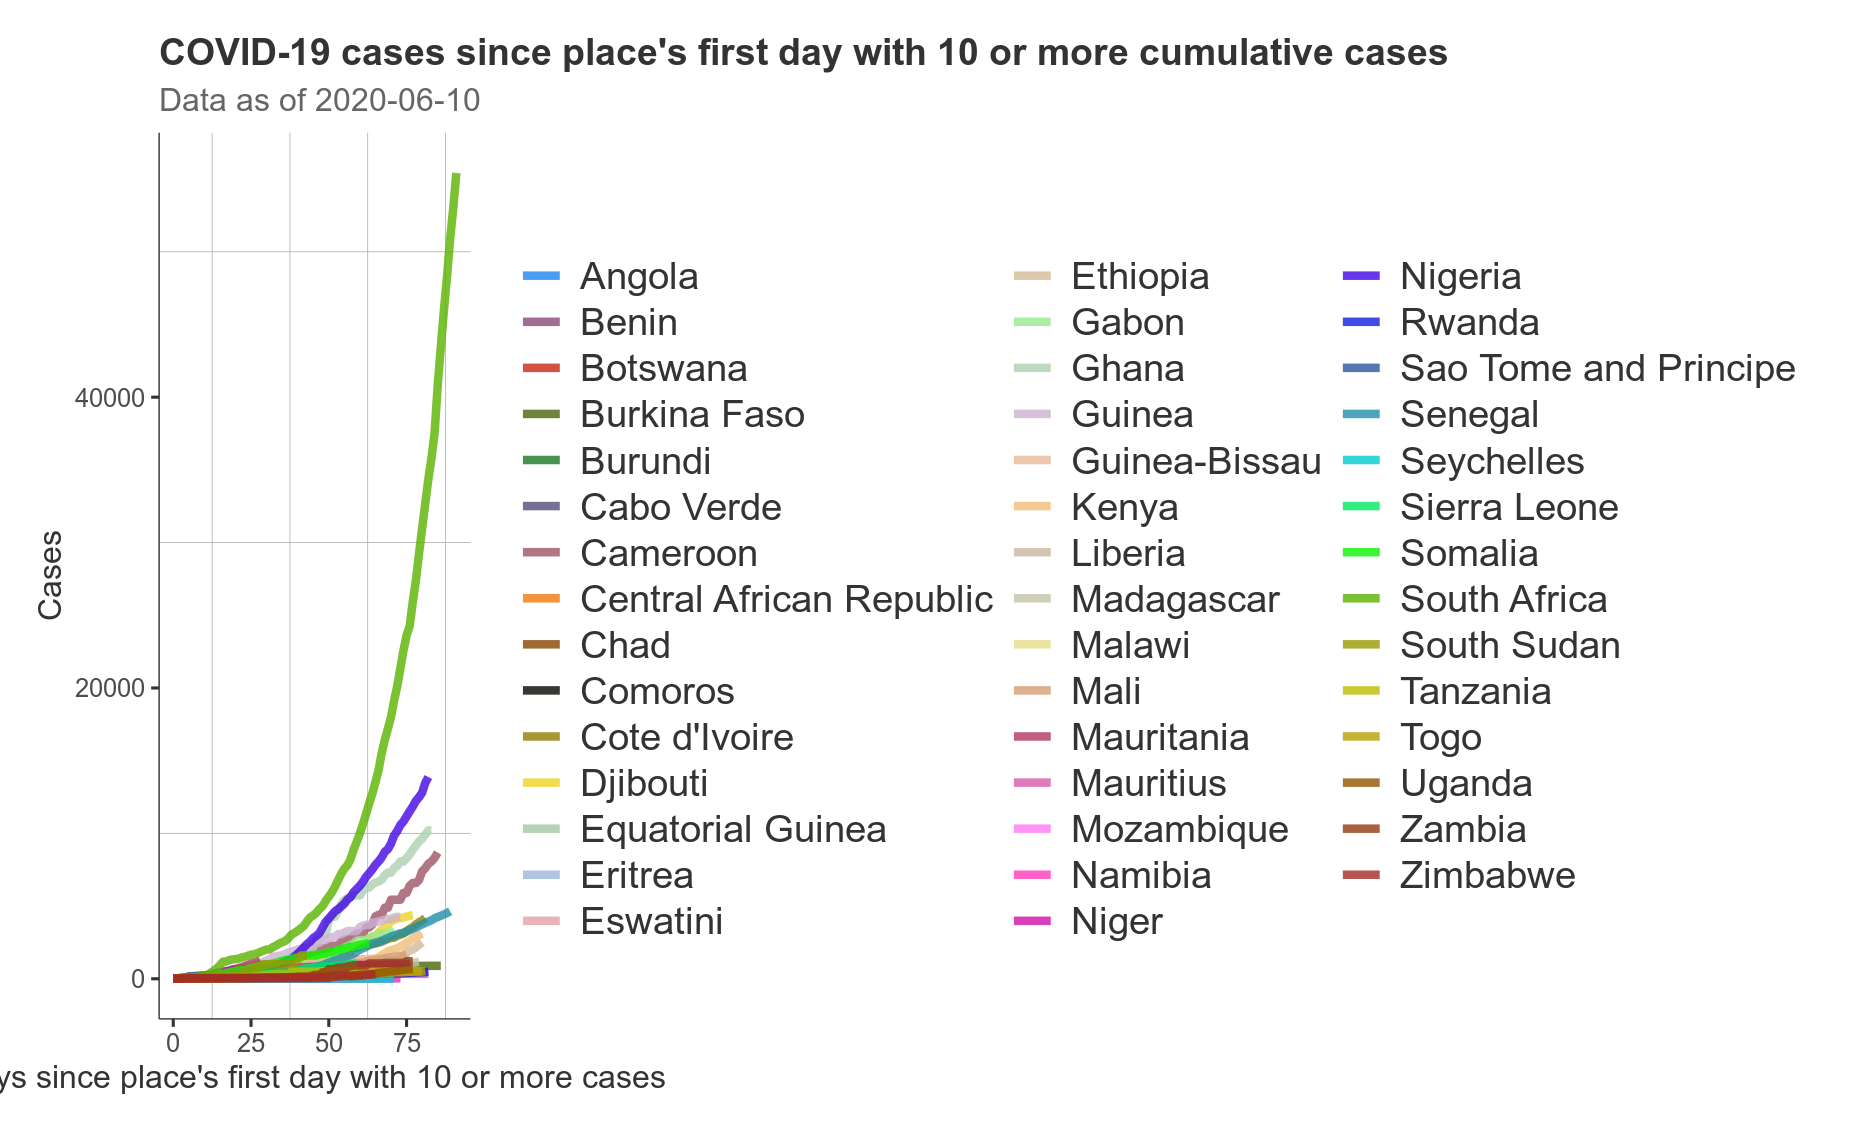 COVID-19 cases since place's first day with 10 or more cumulative cases
Data as of 2020-06-10
Cases
40000
20000
0
0 25 50 75
ys since place's first day with 10 or more cases
Angola
Benin
Botswana
Burkina Faso
Burundi
Cabo Verde
Cameroon
Central African Republic
Chad
Comoros
Cote d'Ivoire
Djibouti
Equatorial Guinea
Eritrea
Eswatini
Ethiopia
Gabon
Ghana
Guinea
Guinea-Bissau
Kenya
Liberia
Madagascar
Malawi
Mali
Mauritania
Mauritius
Mozambique
Namibia
Niger
Nigeria
Rwanda
Sao Tome and Principe
Senegal
Seychelles
Sierra Leone
Somalia
South Africa
South Sudan
Tanzania
Togo
Uganda
Zambia
Zimbabwe